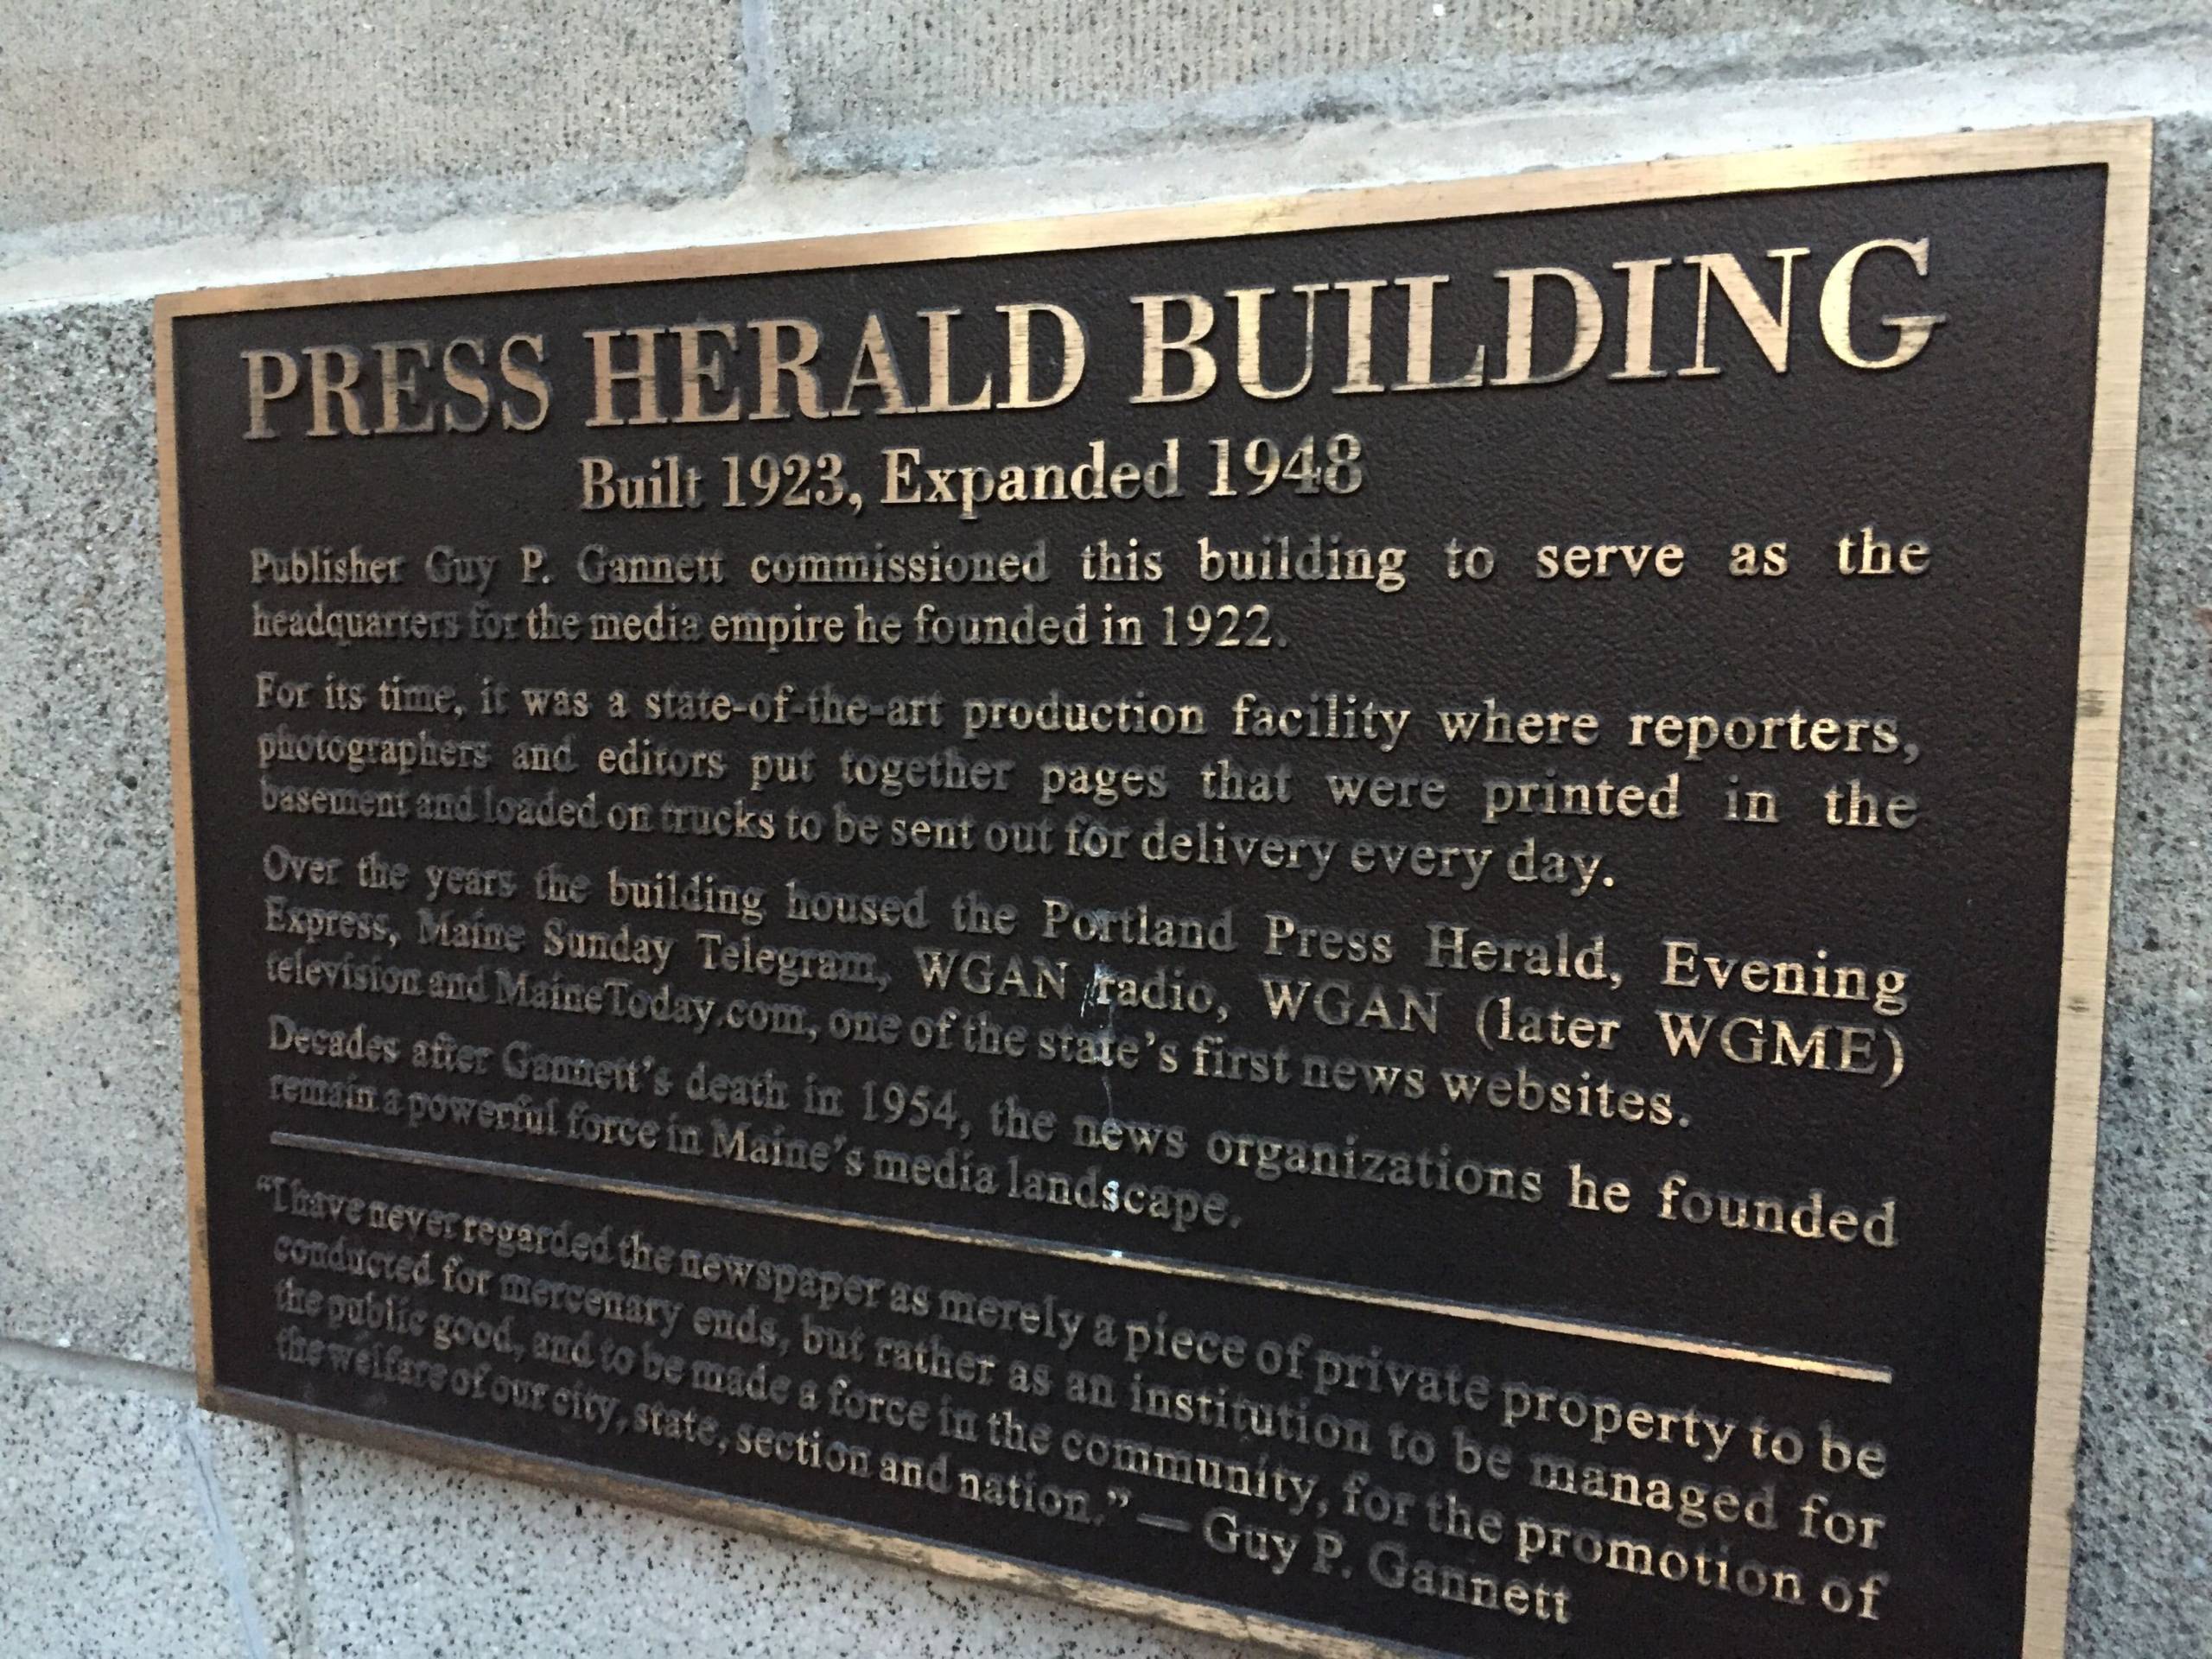 PRESS HERALD BUILDING
Built 1923, Expanded 1948
Publisher Guy P. Gannett commissioned this building to serve as the
headquarters for the media empire he founded in 1922.
For its time, it was a state-of-the-art production facility where reporters,
photographers and editors put together pages that were printed in the
basement and loaded on trucks to be sent out for delivery every day.
Over the years the building housed the Portland Press Herald, Evening
Express, Maine Sunday Telegram, WGAN radio, WGAN (later WGME)
television and MaineToday.com, one of the state's first news websites.
Decades after Gannett's death in 1954, the news organizations he founded
remain a powerful force in Maine's media landscape.
"I have never regarded the newspaper as merely a piece of private property to be
conducted for mercenary ends, but rather as an institution to be managed for
the public good, and to be made a force in the community, for the promotion of
the welfare of our city, state, section and nation." — Guy P. Gannett